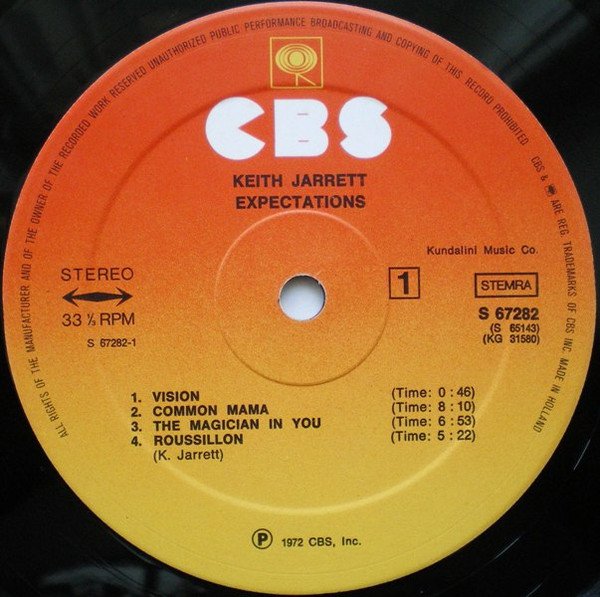 ALL RIGHTS OF THE MANUFACTURER AND OF THE OWNER OF THE RECORDED WORK RESERVED UNAUTHORIZED PUBLIC PERFORMANCE BROADCASTING AND COPYING OF THIS RECORD PROHIBITED
CBS & ARE REG. TRADEMARKS OF CBS INC. MADE IN HOLLAND
CBS
KEITH JARRETT
EXPECTATIONS
Kundalini Music Co.
STEREO
33 ⅓ RPM
S 67282-1
1
STEMRA
S 67282
(S 65143)
(KG 31580)
1. VISION (Time: 0 : 46)
2. COMMON MAMA (Time: 8 : 10)
3. THE MAGICIAN IN YOU (Time: 6 : 53)
4. ROUSSILLON (Time: 5 : 22)
(K. Jarrett)
Ⓟ 1972 CBS, Inc.